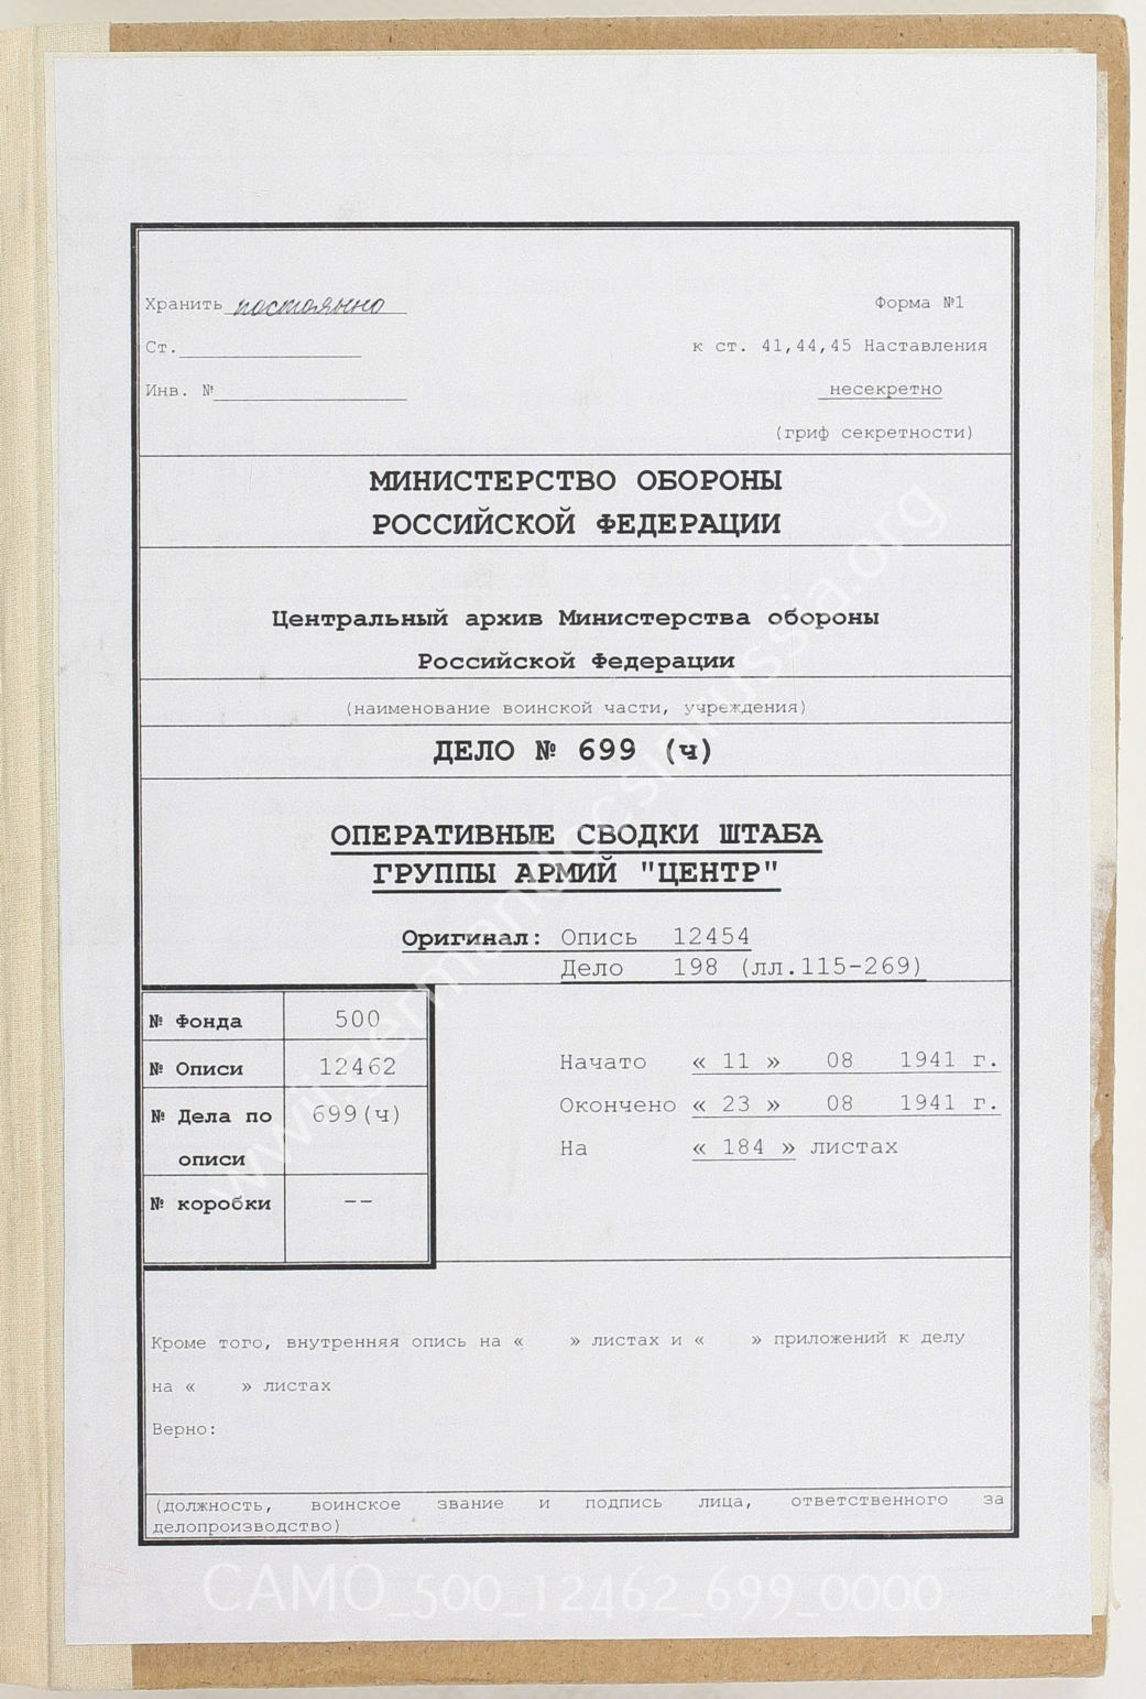 Хранить постоянно
Форма №1
Ст.
к ст. 41,44,45 Наставления
Инв. №
несекретно
(гриф секретности)
МИНИСТЕРСТВО ОБОРОНЫ
РОССИЙСКОЙ ФЕДЕРАЦИИ
Центральный архив Министерства обороны
Российской Федерации
(наименование воинской части, учреждения)
ДЕЛО № 699 (ч)
ОПЕРАТИВНЫЕ СВОДКИ ШТАБА
ГРУППЫ АРМИЙ "ЦЕНТР"
Оригинал: Опись 12454
Дело 198 (лл.115-269)
№ Фонда 500
№ Описи 12462
№ Дела по 699(ч)
описи
№ коробки --
Начато « 11 » 08 1941 г.
Окончено « 23 » 08 1941 г.
На « 184 » листах
Кроме того, внутренняя опись на « » листах и « » приложений к делу
на « » листах
Верно:
(должность, воинское звание и подпись лица, ответственного за
делопроизводство)
CAMO_500_12462_699_0000
www.germandocsinrussia.org